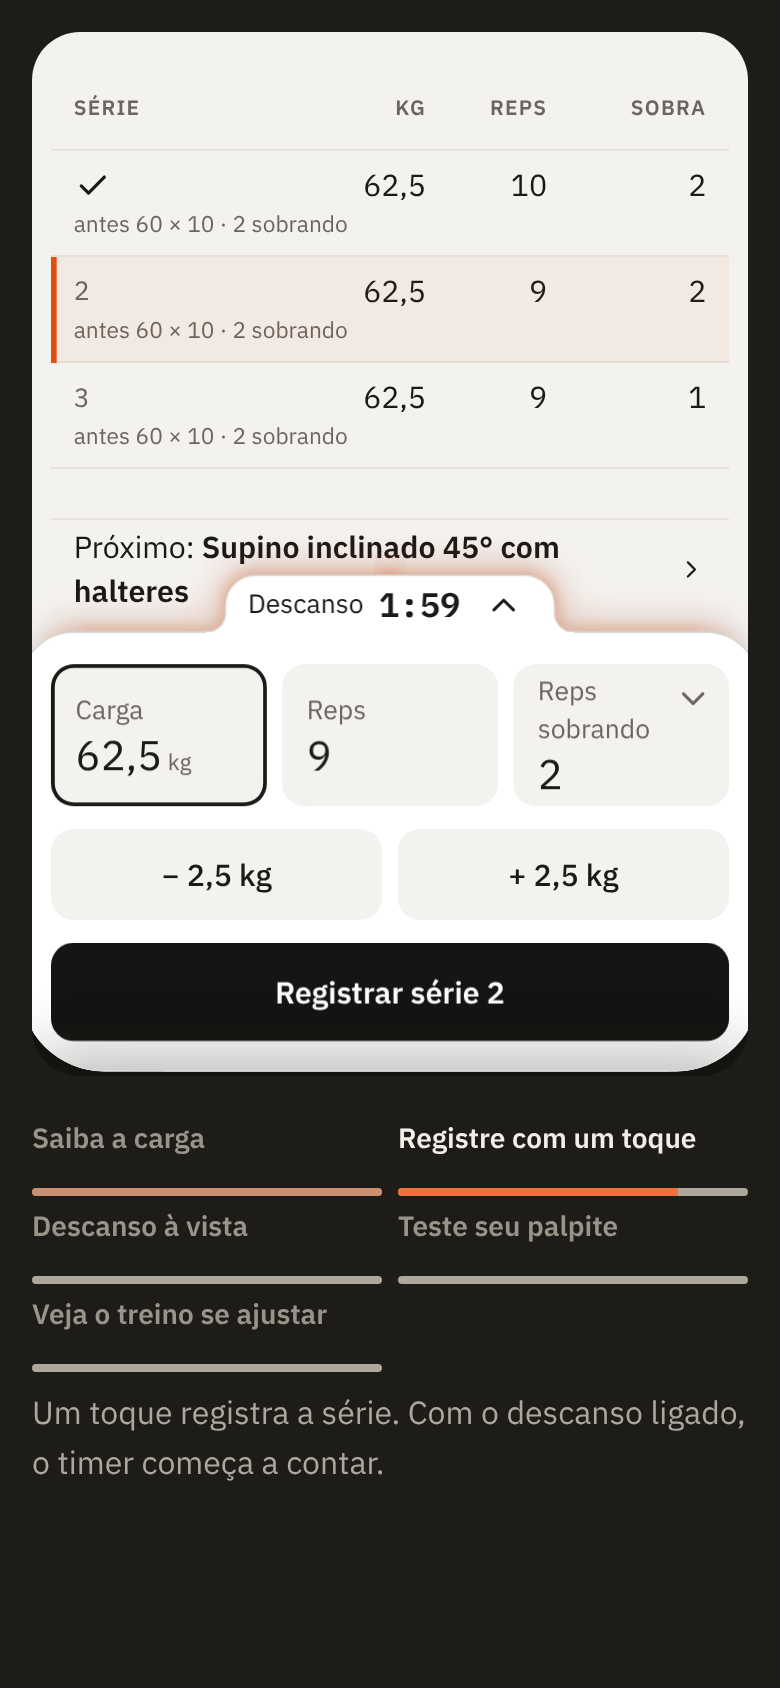 SÉRIE KG REPS SOBRA
62,5 10 2
antes 60 × 10 · 2 sobrando
2 62,5 9 2
antes 60 × 10 · 2 sobrando
3 62,5 9 1
antes 60 × 10 · 2 sobrando
Próximo: Supino inclinado 45° com
halteres
Descanso 1:59
Carga
62,5 kg
Reps
9
Reps
sobrando
2
− 2,5 kg
+ 2,5 kg
Registrar série 2
Saiba a carga
Registre com um toque
Descanso à vista
Teste seu palpite
Veja o treino se ajustar
Um toque registra a série. Com o descanso ligado,
o timer começa a contar.